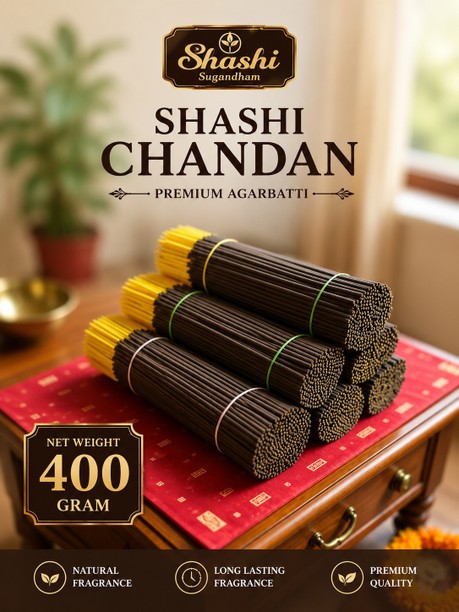 Shashi
Sugandham
SHASHI
CHANDAN
PREMIUM AGARBATTI
NET WEIGHT
400
GRAM
NATURAL
FRAGRANCE
LONG LASTING
FRAGRANCE
PREMIUM
QUALITY